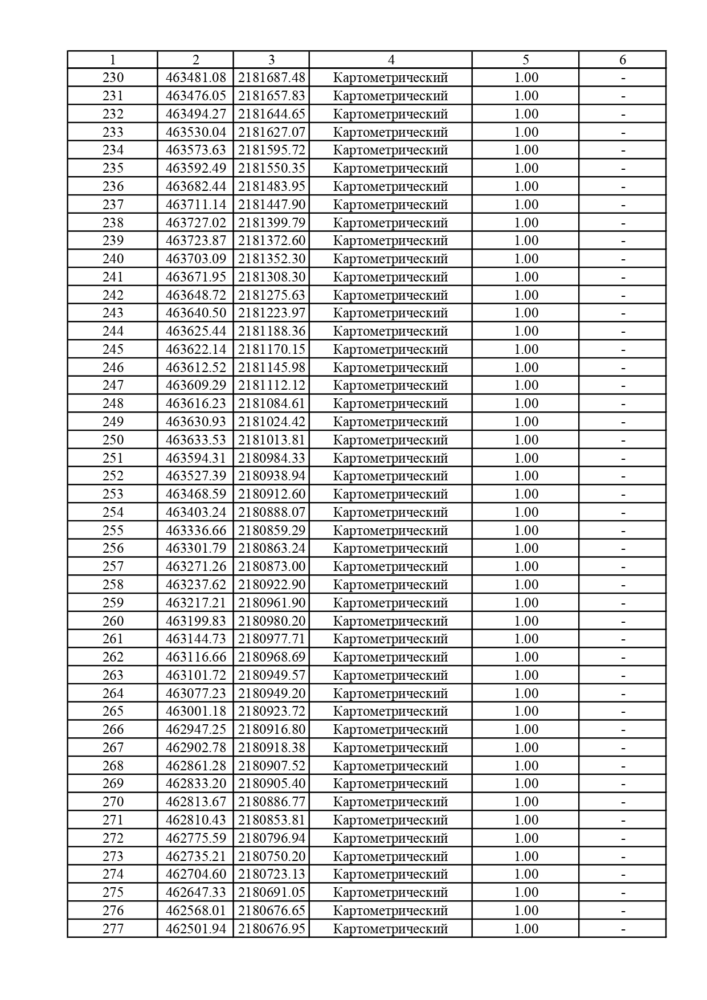 1 2 3 4 5 6
230 463481.08 2181687.48 Картометрический 1.00 -
231 463476.05 2181657.83 Картометрический 1.00 -
232 463494.27 2181644.65 Картометрический 1.00 -
233 463530.04 2181627.07 Картометрический 1.00 -
234 463573.63 2181595.72 Картометрический 1.00 -
235 463592.49 2181550.35 Картометрический 1.00 -
236 463682.44 2181483.95 Картометрический 1.00 -
237 463711.14 2181447.90 Картометрический 1.00 -
238 463727.02 2181399.79 Картометрический 1.00 -
239 463723.87 2181372.60 Картометрический 1.00 -
240 463703.09 2181352.30 Картометрический 1.00 -
241 463671.95 2181308.30 Картометрический 1.00 -
242 463648.72 2181275.63 Картометрический 1.00 -
243 463640.50 2181223.97 Картометрический 1.00 -
244 463625.44 2181188.36 Картометрический 1.00 -
245 463622.14 2181170.15 Картометрический 1.00 -
246 463612.52 2181145.98 Картометрический 1.00 -
247 463609.29 2181112.12 Картометрический 1.00 -
248 463616.23 2181084.61 Картометрический 1.00 -
249 463630.93 2181024.42 Картометрический 1.00 -
250 463633.53 2181013.81 Картометрический 1.00 -
251 463594.31 2180984.33 Картометрический 1.00 -
252 463527.39 2180938.94 Картометрический 1.00 -
253 463468.59 2180912.60 Картометрический 1.00 -
254 463403.24 2180888.07 Картометрический 1.00 -
255 463336.66 2180859.29 Картометрический 1.00 -
256 463301.79 2180863.24 Картометрический 1.00 -
257 463271.26 2180873.00 Картометрический 1.00 -
258 463237.62 2180922.90 Картометрический 1.00 -
259 463217.21 2180961.90 Картометрический 1.00 -
260 463199.83 2180980.20 Картометрический 1.00 -
261 463144.73 2180977.71 Картометрический 1.00 -
262 463116.66 2180968.69 Картометрический 1.00 -
263 463101.72 2180949.57 Картометрический 1.00 -
264 463077.23 2180949.20 Картометрический 1.00 -
265 463001.18 2180923.72 Картометрический 1.00 -
266 462947.25 2180916.80 Картометрический 1.00 -
267 462902.78 2180918.38 Картометрический 1.00 -
268 462861.28 2180907.52 Картометрический 1.00 -
269 462833.20 2180905.40 Картометрический 1.00 -
270 462813.67 2180886.77 Картометрический 1.00 -
271 462810.43 2180853.81 Картометрический 1.00 -
272 462775.59 2180796.94 Картометрический 1.00 -
273 462735.21 2180750.20 Картометрический 1.00 -
274 462704.60 2180723.13 Картометрический 1.00 -
275 462647.33 2180691.05 Картометрический 1.00 -
276 462568.01 2180676.65 Картометрический 1.00 -
277 462501.94 2180676.95 Картометрический 1.00 -